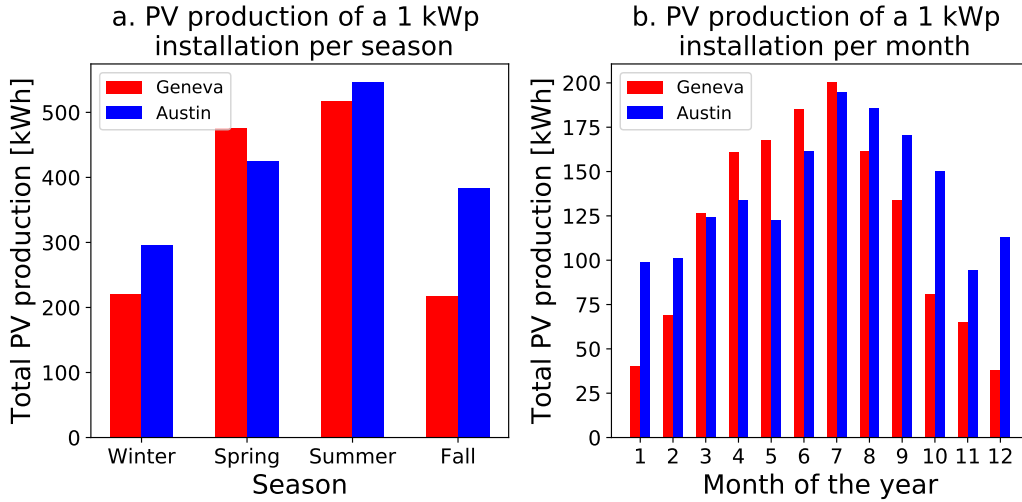 a. PV production of a 1 kWp
installation per season
Total PV production [kWh]
500
400
300
200
100
0
Geneva
Austin
Winter Spring Summer Fall
Season
b. PV production of a 1 kWp
installation per month
Total PV production [kWh]
200
175
150
125
100
75
50
25
0
Geneva
Austin
1 2 3 4 5 6 7 8 9 10 11 12
Month of the year